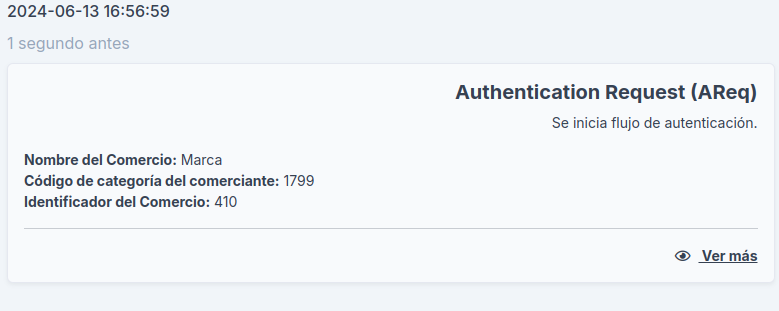 2024-06-13 16:56:59
1 segundo antes
Authentication Request (AReq)
Se inicia flujo de autenticación.
Nombre del Comercio: Marca
Código de categoría del comerciante: 1799
Identificador del Comercio: 410
Ver más